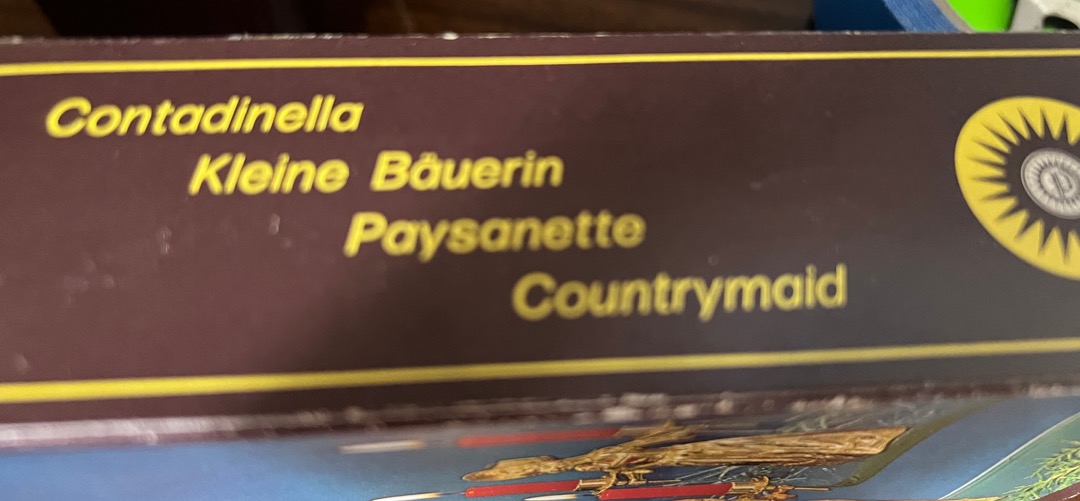 Contadinella
Kleine Bäuerin
Paysanette
Countrymaid